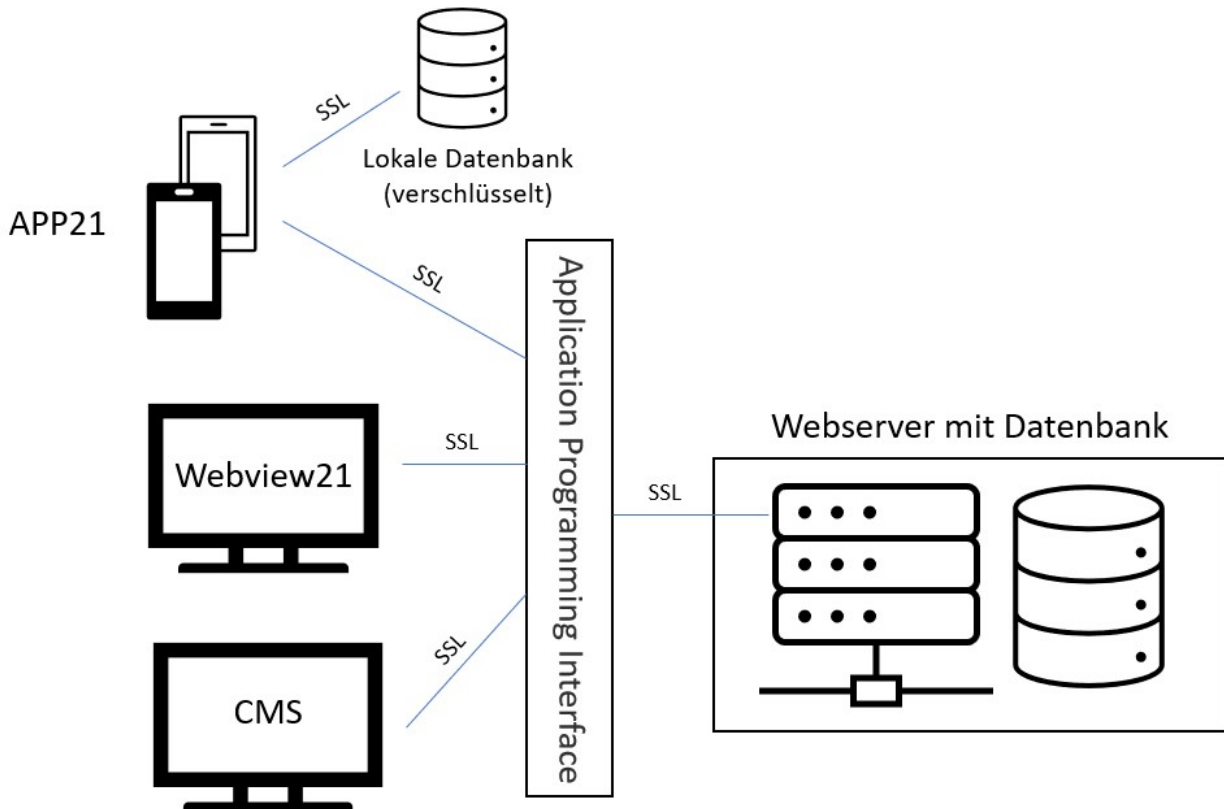 SSL
Lokale Datenbank
(verschlüsselt)
APP21
SSL
Application Programming Interface
Webview21
SSL
Webserver mit Datenbank
SSL
SSL
CMS